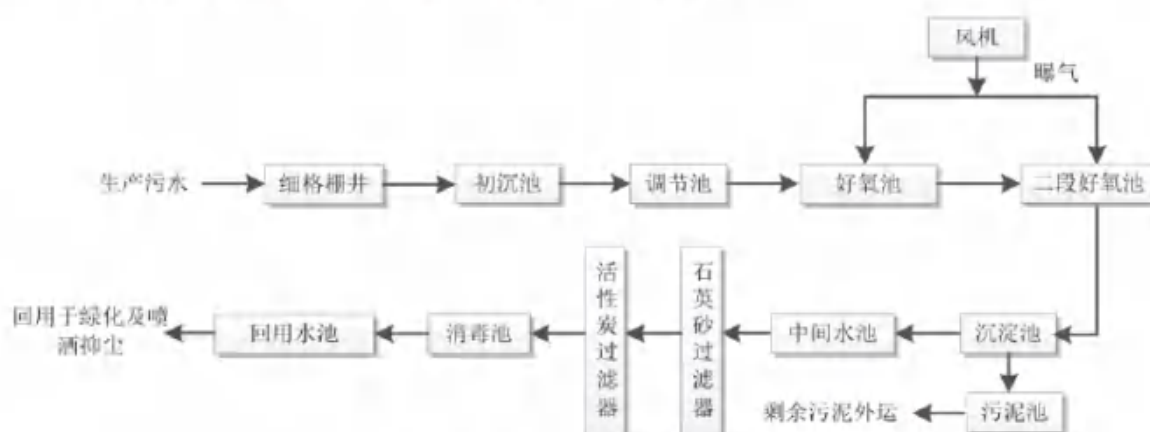 风机
曝气
生产污水
细格栅井
初沉池
调节池
好氧池
二段好氧池
回用于绿化及喷
洒抑尘
回用水池
消毒池
活性炭过滤器
石英砂过滤器
中间水池
沉淀池
剩余污泥外运
污泥池